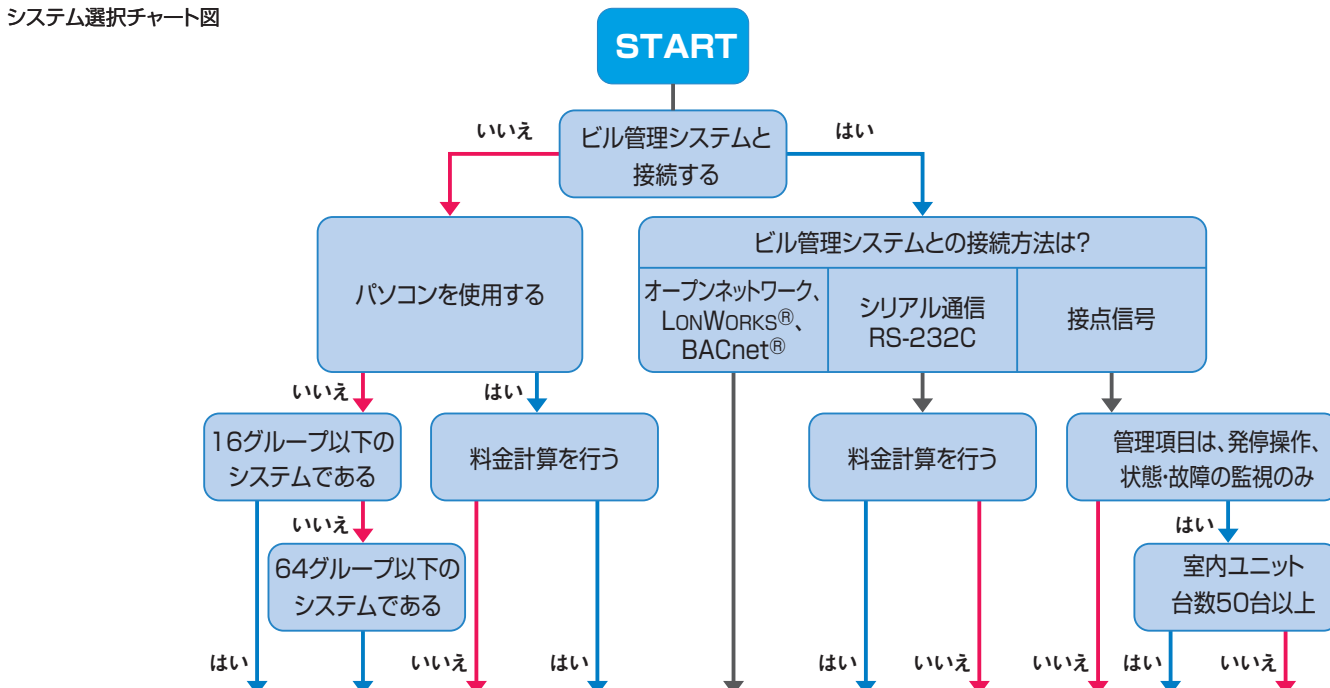 システム選択チャート図
START
いいえ
はい
ビル管理システムと
接続する
パソコンを使用する
ビル管理システムとの接続方法は?
オープンネットワーク、
LONWORKS®、
BACnet®
シリアル通信
RS-232C
接点信号
いいえ
はい
16グループ以下の
システムである
料金計算を行う
料金計算を行う
管理項目は、発停操作、
状態・故障の監視のみ
いいえ
はい
64グループ以下の
システムである
室内ユニット
台数50台以上
はい
いいえ
はい
はい
いいえ
いいえ
はい
いいえ